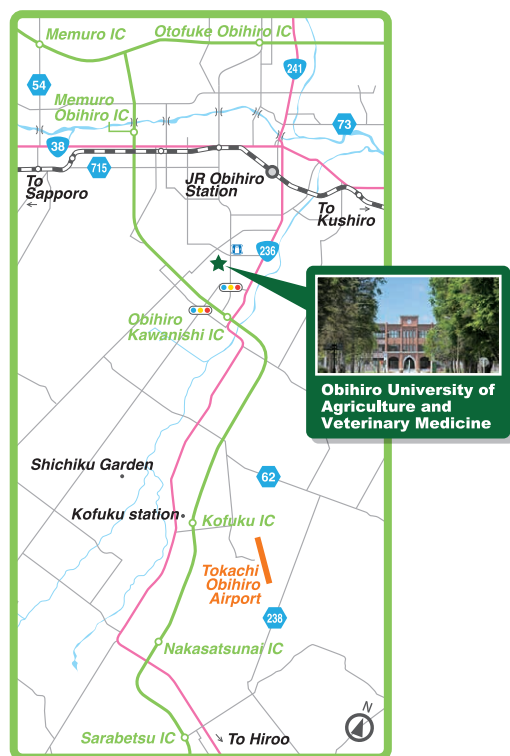 Memuro IC
Otofuke Obihiro IC
241
54
Memuro
Obihiro IC
73
38
715
To
Sapporo
JR Obihiro
Station
To
Kushiro
236
Obihiro
Kawanishi IC
Obihiro University of
Agriculture and
Veterinary Medicine
Shichiku Garden
62
Kofuku station
Kofuku IC
Tokachi
Obihiro
Airport
238
Nakasatsunai IC
N
Sarabetsu IC
To Hiroo